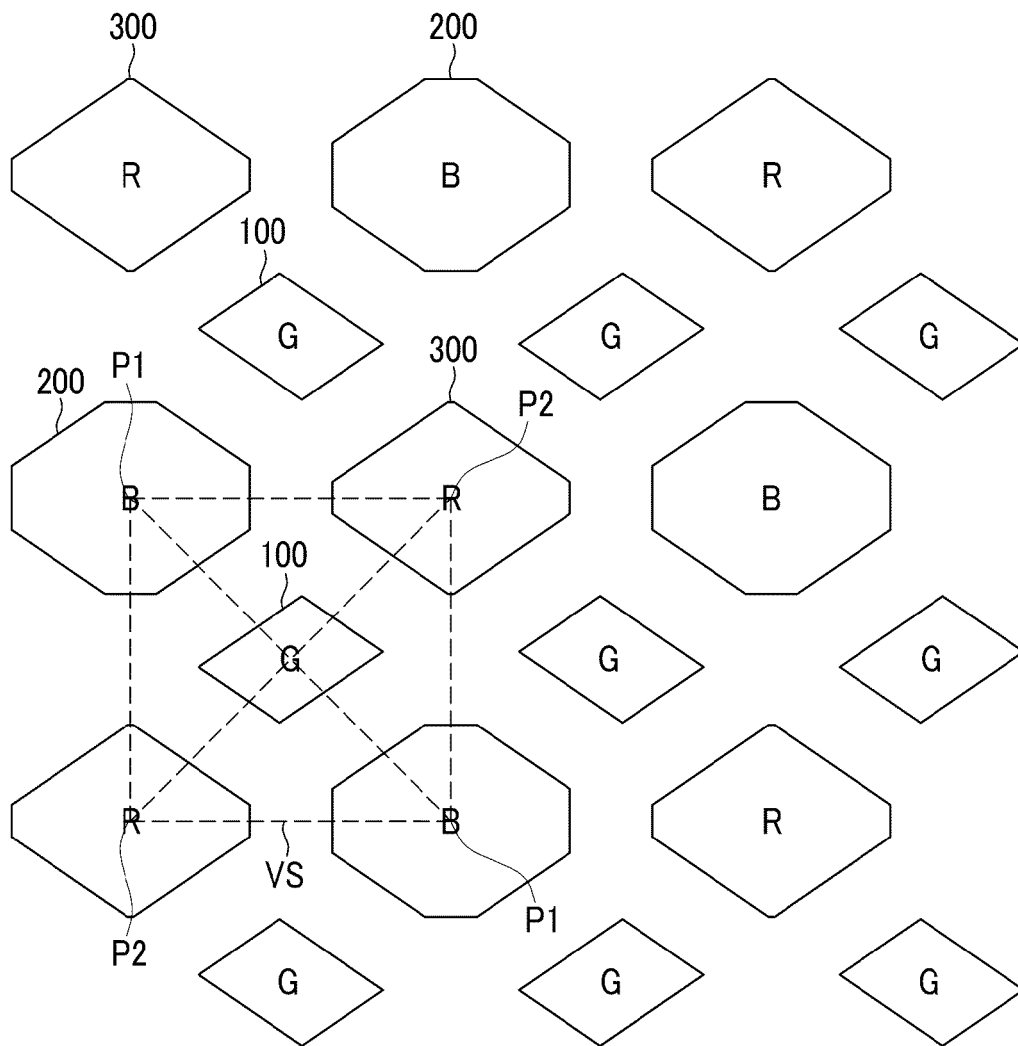 300 200
R B R
100
G G G
P1 300
200 P2
B R B
100
G G G
R B R
VS
P2 P1
G G G